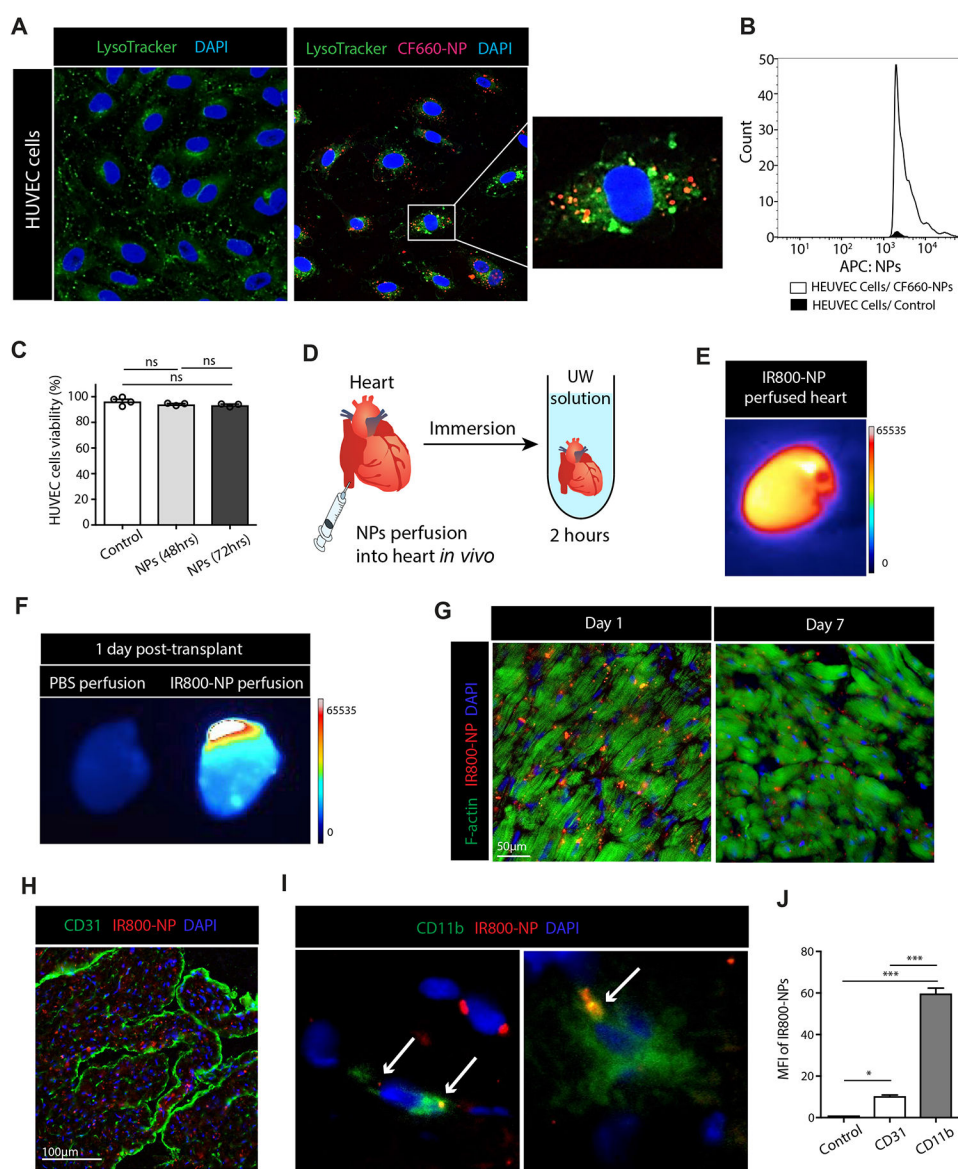 A
LysoTracker DAPI
LysoTracker CF660-NP DAPI
HUVEC cells
B
50
40
30
20
10
0
Count
10¹ 10² 10³ 10⁴
APC: NPs
HEUVEC Cells/ CF660-NPs
HEUVEC Cells/ Control
C
ns ns
ns
HUVEC cells viability (%)
100
80
60
40
20
0
Control
NPs (48hrs)
NPs (72hrs)
D
Heart
Immersion
UW
solution
NPs perfusion
into heart in vivo
2 hours
E
IR800-NP
perfused heart
65535
0
F
1 day post-transplant
PBS perfusion IR800-NP perfusion
65535
0
G
Day 1 Day 7
F-actin IR800-NP DAPI
50μm
H
CD31 IR800-NP DAPI
100μm
I
CD11b IR800-NP DAPI
J
***
***
*
MFI of IR800-NPs
80
60
40
20
0
Control
CD31
CD11b